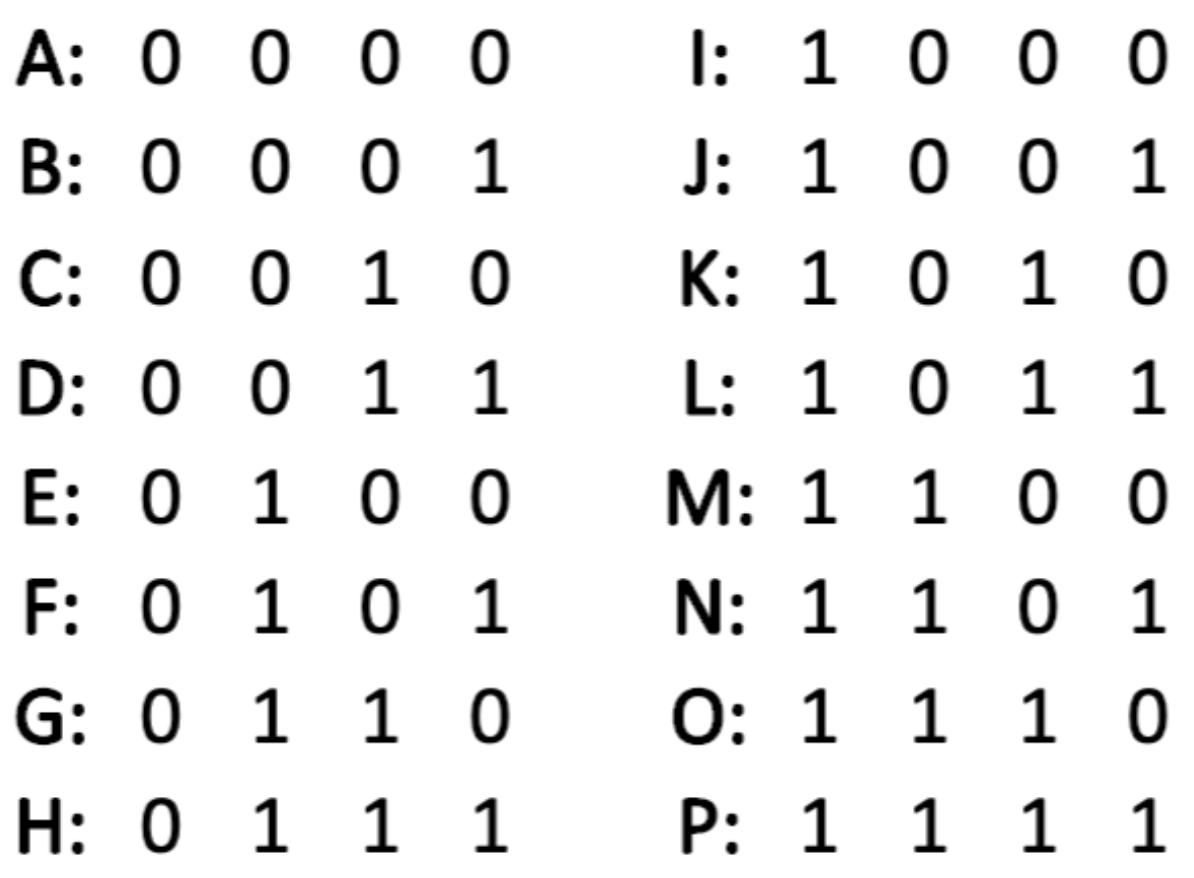 A: 0 0 0 0 I: 1 0 0 0
B: 0 0 0 1 J: 1 0 0 1
C: 0 0 1 0 K: 1 0 1 0
D: 0 0 1 1 L: 1 0 1 1
E: 0 1 0 0 M: 1 1 0 0
F: 0 1 0 1 N: 1 1 0 1
G: 0 1 1 0 O: 1 1 1 0
H: 0 1 1 1 P: 1 1 1 1